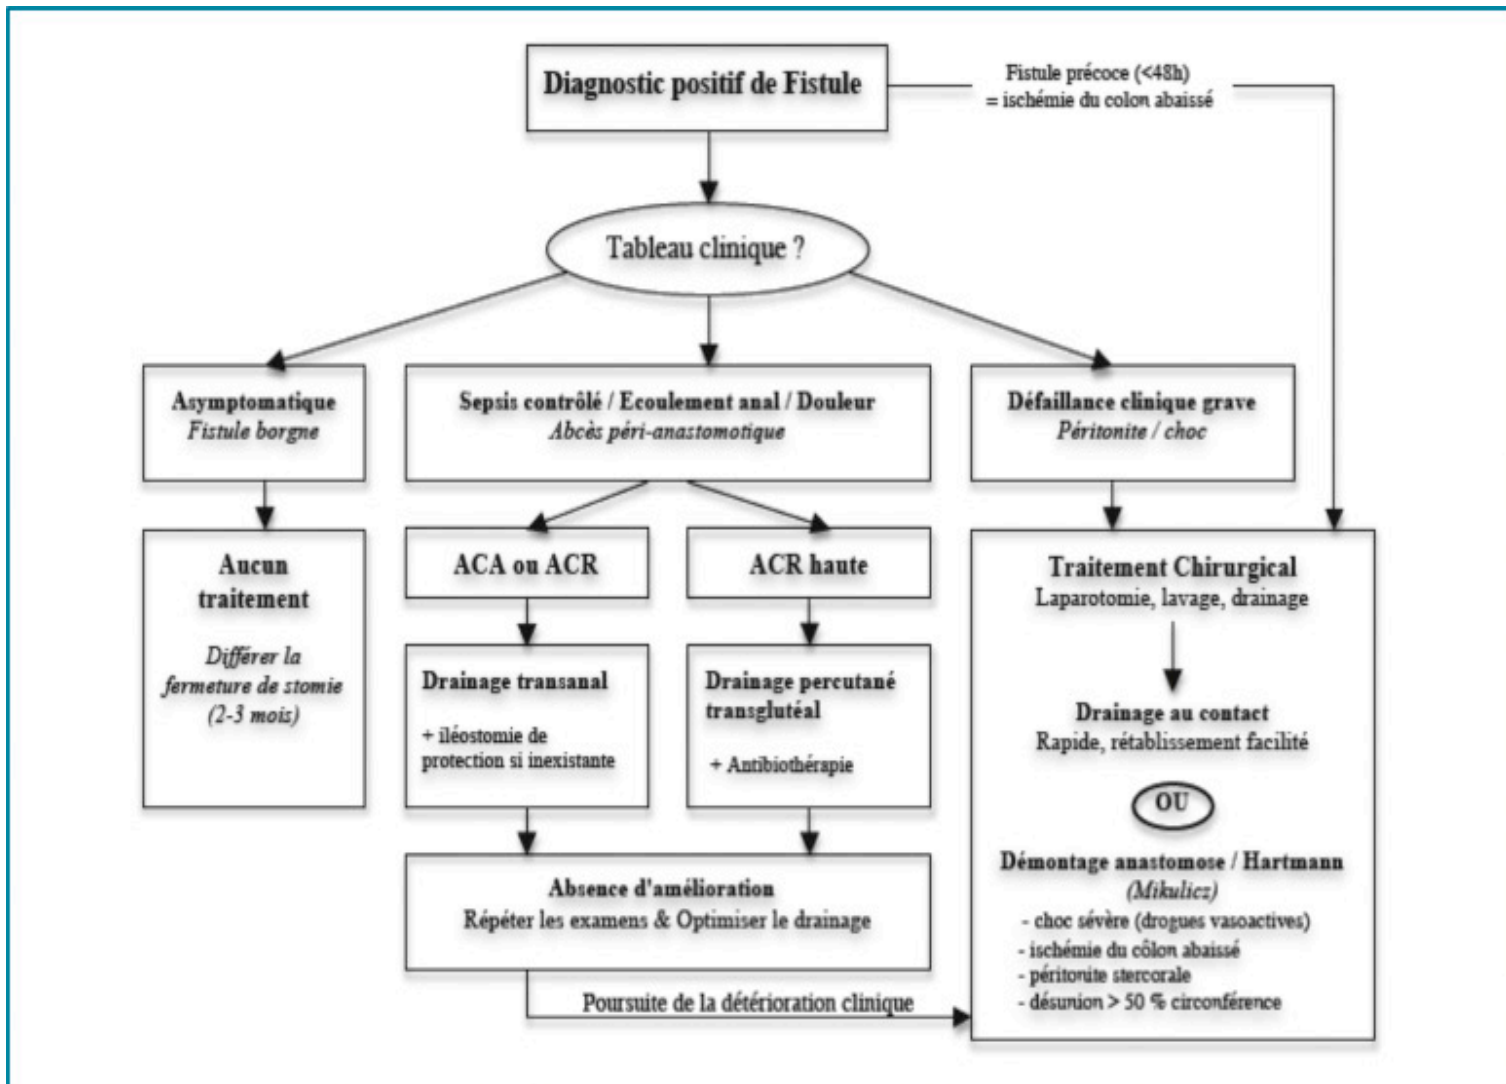 Diagnostic positif de Fistule
Fistule précoce (<48h)
= ischémie du colon abaissé
Tableau clinique ?
Asymptomatique
Fistule borgne
Sepsis contrôlé / Ecoulement anal / Douleur
Abcès péri-anastomotique
Défaillance clinique grave
Péritonite / choc
Aucun
traitement
Différer la
fermeture de stomie
(2-3 mois)
ACA ou ACR
ACR haute
Drainage transanal
+ iléostomie de
protection si inexistante
Drainage percutané
transglutéal
+ Antibiothérapie
Absence d'amélioration
Répéter les examens & Optimiser le drainage
Poursuite de la détérioration clinique
Traitement Chirurgical
Laparotomie, lavage, drainage
Drainage au contact
Rapide, rétablissement facilité
OU
Démontage anastomose / Hartmann
(Mikulicz)
- choc sévère (drogues vasoactives)
- ischémie du côlon abaissé
- péritonite stercorale
- désunion > 50 % circonférence